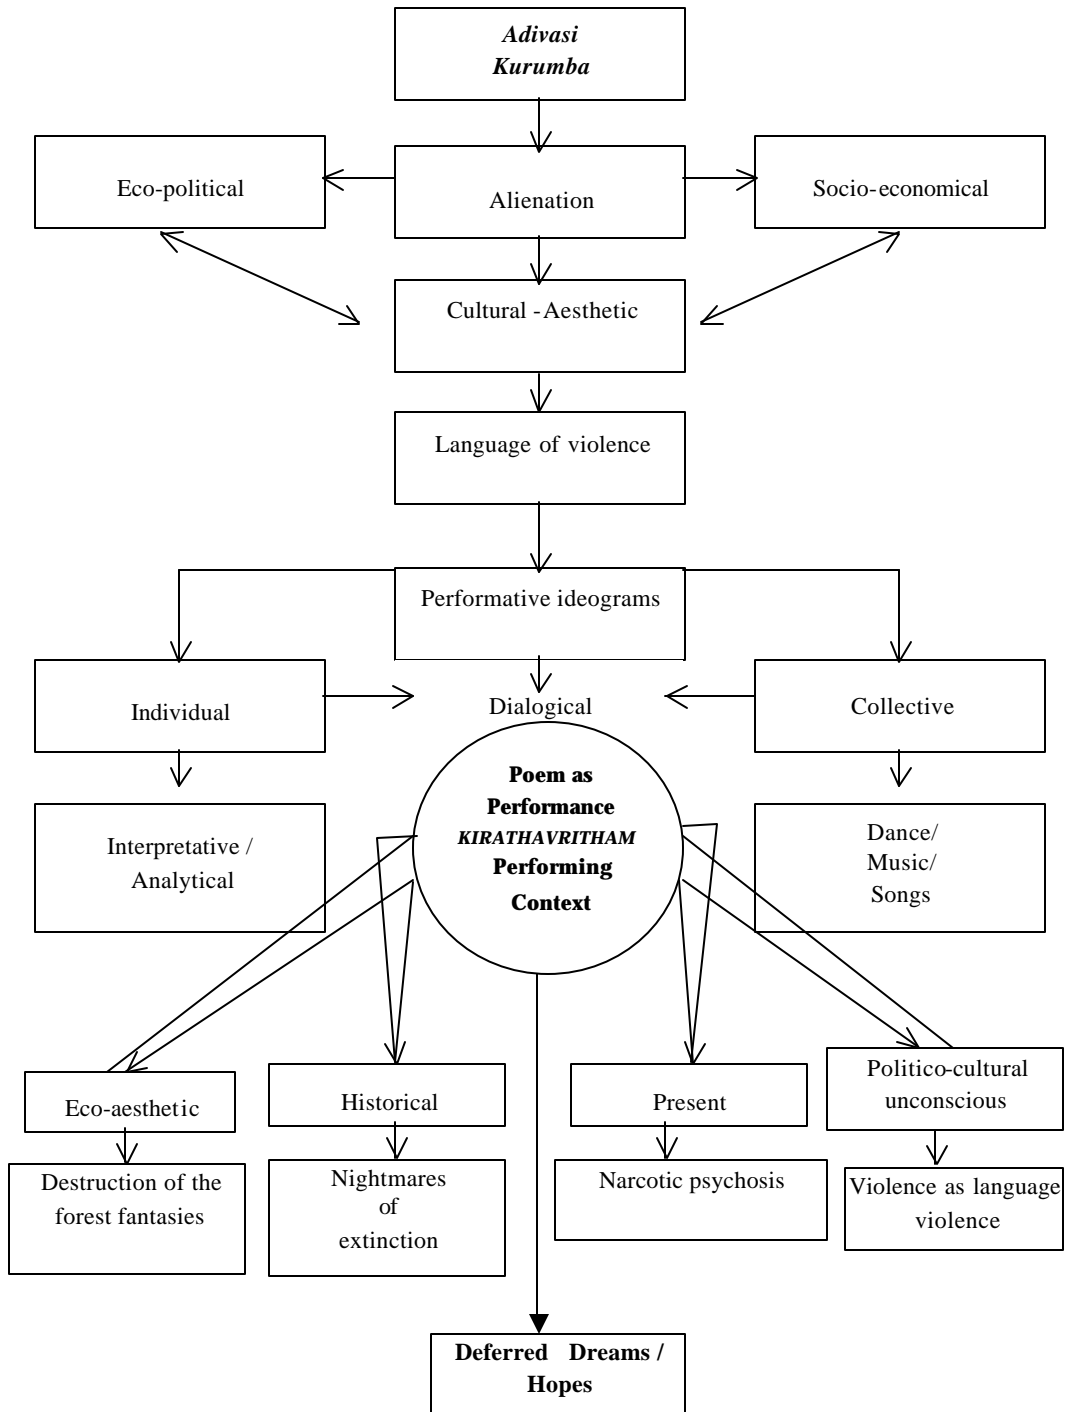 Adivasi
Kurumba
Eco-political
Alienation
Socio-economical
Cultural - Aesthetic
Language of violence
Performative ideograms
Individual
Dialogical
Collective
Poem as
Performance
KIRATHAVRITHAM
Performing
Context
Interpretative /
Analytical
Dance/
Music/
Songs
Eco-aesthetic
Historical
Present
Politico-cultural
unconscious
Destruction of the
forest fantasies
Nightmares
of
extinction
Narcotic psychosis
Violence as language
violence
Deferred Dreams /
Hopes